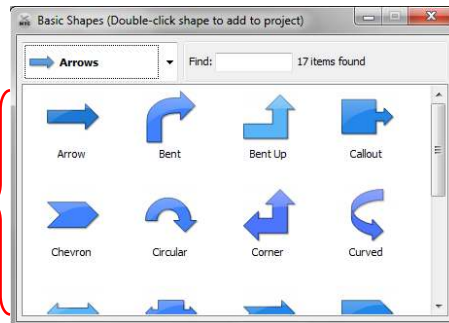 Basic Shapes (Double-click shape to add to project)
Arrows Find: 17 items found
Arrow Bent Bent Up Callout
Chevron Circular Corner Curved